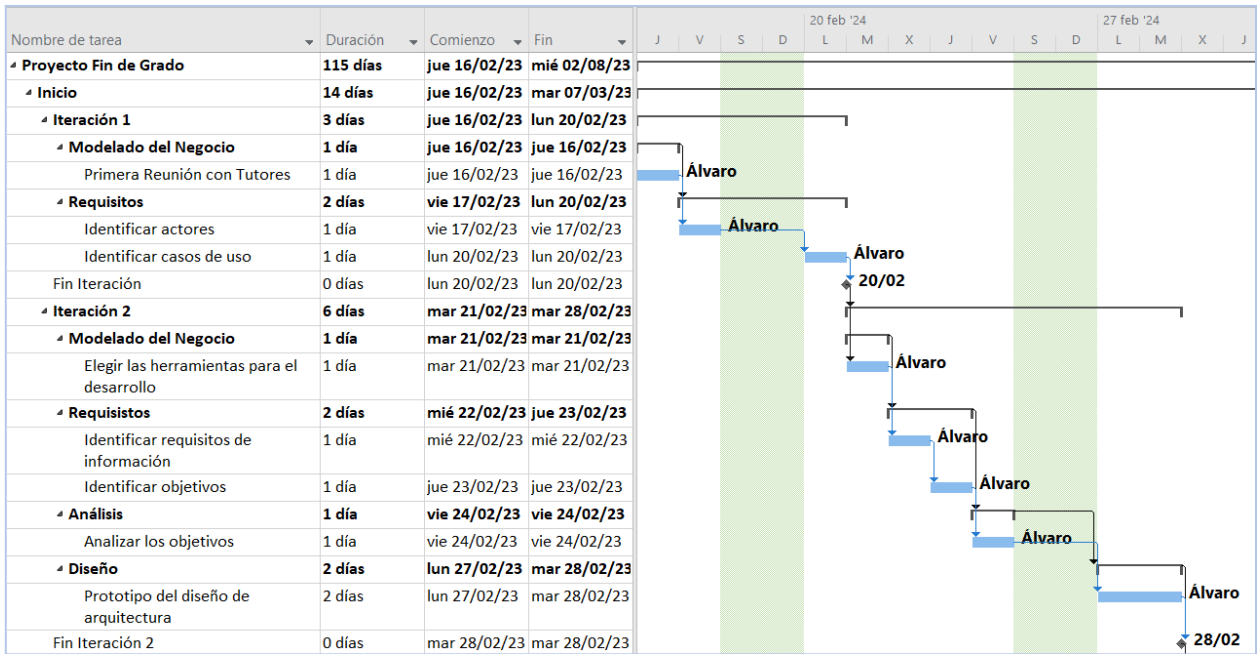 20 feb '24 27 feb '24
Nombre de tarea Duración Comienzo Fin J V S D L M X J V S D L M X J
Proyecto Fin de Grado 115 días jue 16/02/23 mié 02/08/23
Inicio 14 días jue 16/02/23 mar 07/03/23
Iteración 1 3 días jue 16/02/23 lun 20/02/23
Modelado del Negocio 1 día jue 16/02/23 jue 16/02/23
Primera Reunión con Tutores 1 día jue 16/02/23 jue 16/02/23 Álvaro
Requisitos 2 días vie 17/02/23 lun 20/02/23
Identificar actores 1 día vie 17/02/23 vie 17/02/23 Álvaro
Identificar casos de uso 1 día lun 20/02/23 lun 20/02/23 Álvaro
Fin Iteración 0 días lun 20/02/23 lun 20/02/23 20/02
Iteración 2 6 días mar 21/02/23 mar 28/02/23
Modelado del Negocio 1 día mar 21/02/23 mar 21/02/23
Elegir las herramientas para el 1 día mar 21/02/23 mar 21/02/23 Álvaro
desarrollo
Requisistos 2 días mié 22/02/23 jue 23/02/23
Identificar requisitos de 1 día mié 22/02/23 mié 22/02/23 Álvaro
información
Identificar objetivos 1 día jue 23/02/23 jue 23/02/23 Álvaro
Análisis 1 día vie 24/02/23 vie 24/02/23
Analizar los objetivos 1 día vie 24/02/23 vie 24/02/23 Álvaro
Diseño 2 días lun 27/02/23 mar 28/02/23
Prototipo del diseño de 2 días lun 27/02/23 mar 28/02/23 Álvaro
arquitectura
Fin Iteración 2 0 días mar 28/02/23 mar 28/02/23 28/02